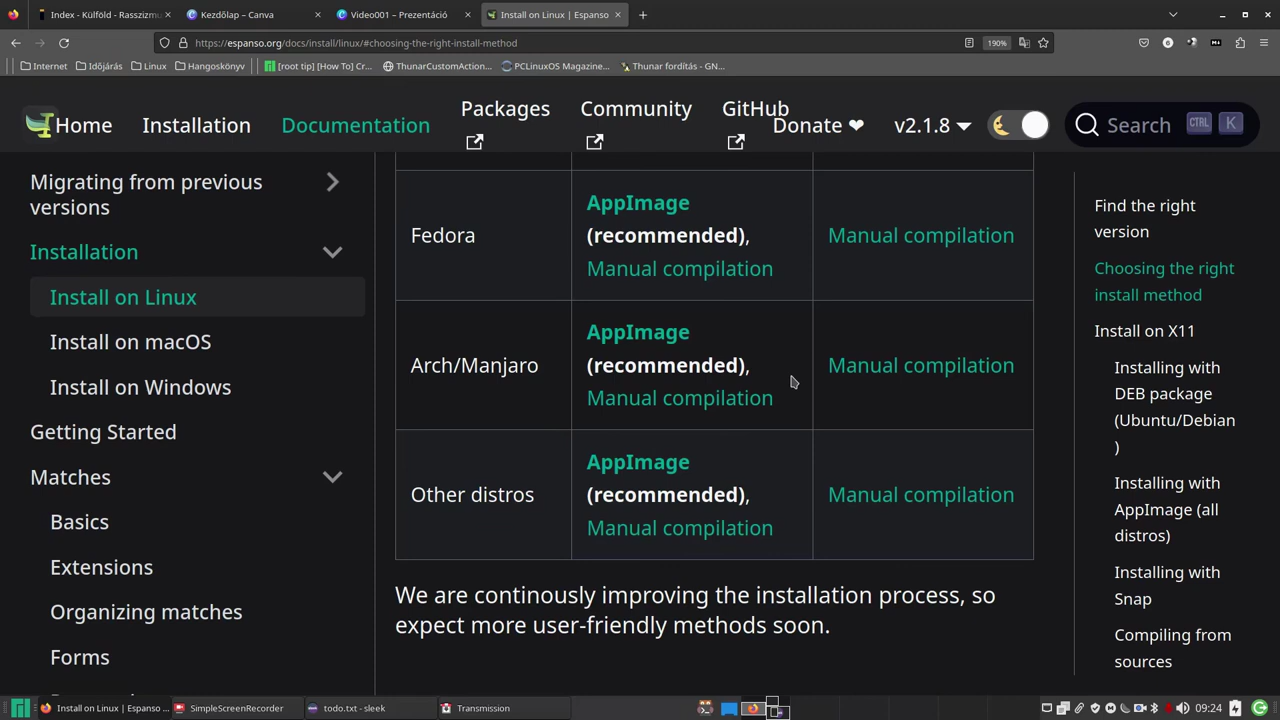 Index - Külföld - Rasszizmu
Kezdőlap – Canva
Video001 – Prezentáció
Install on Linux | Espanso
https://espanso.org/docs/install/linux/#choosing-the-right-install-method
190%
Internet
Időjárás
Linux
Hangoskönyv
[root tip] [How To] Cr...
ThunarCustomAction...
PCLinuxOS Magazine...
Thunar fordítás - GN...
Home
Installation
Documentation
Packages
Community
GitHub
Donate ❤
v2.1.8
Search
CTRL
K
Migrating from previous
versions
Installation
Install on Linux
Install on macOS
Install on Windows
Getting Started
Matches
Basics
Extensions
Organizing matches
Forms
Fedora
AppImage
(recommended),
Manual compilation
Manual compilation
Arch/Manjaro
AppImage
(recommended),
Manual compilation
Manual compilation
Other distros
AppImage
(recommended),
Manual compilation
Manual compilation
We are continously improving the installation process, so
expect more user-friendly methods soon.
Find the right
version
Choosing the right
install method
Install on X11
Installing with
DEB package
(Ubuntu/Debian
)
Installing with
AppImage (all
distros)
Installing with
Snap
Compiling from
sources
Install on Linux | Espanso ...
SimpleScreenRecorder
todo.txt - sleek
Transmission
09:24